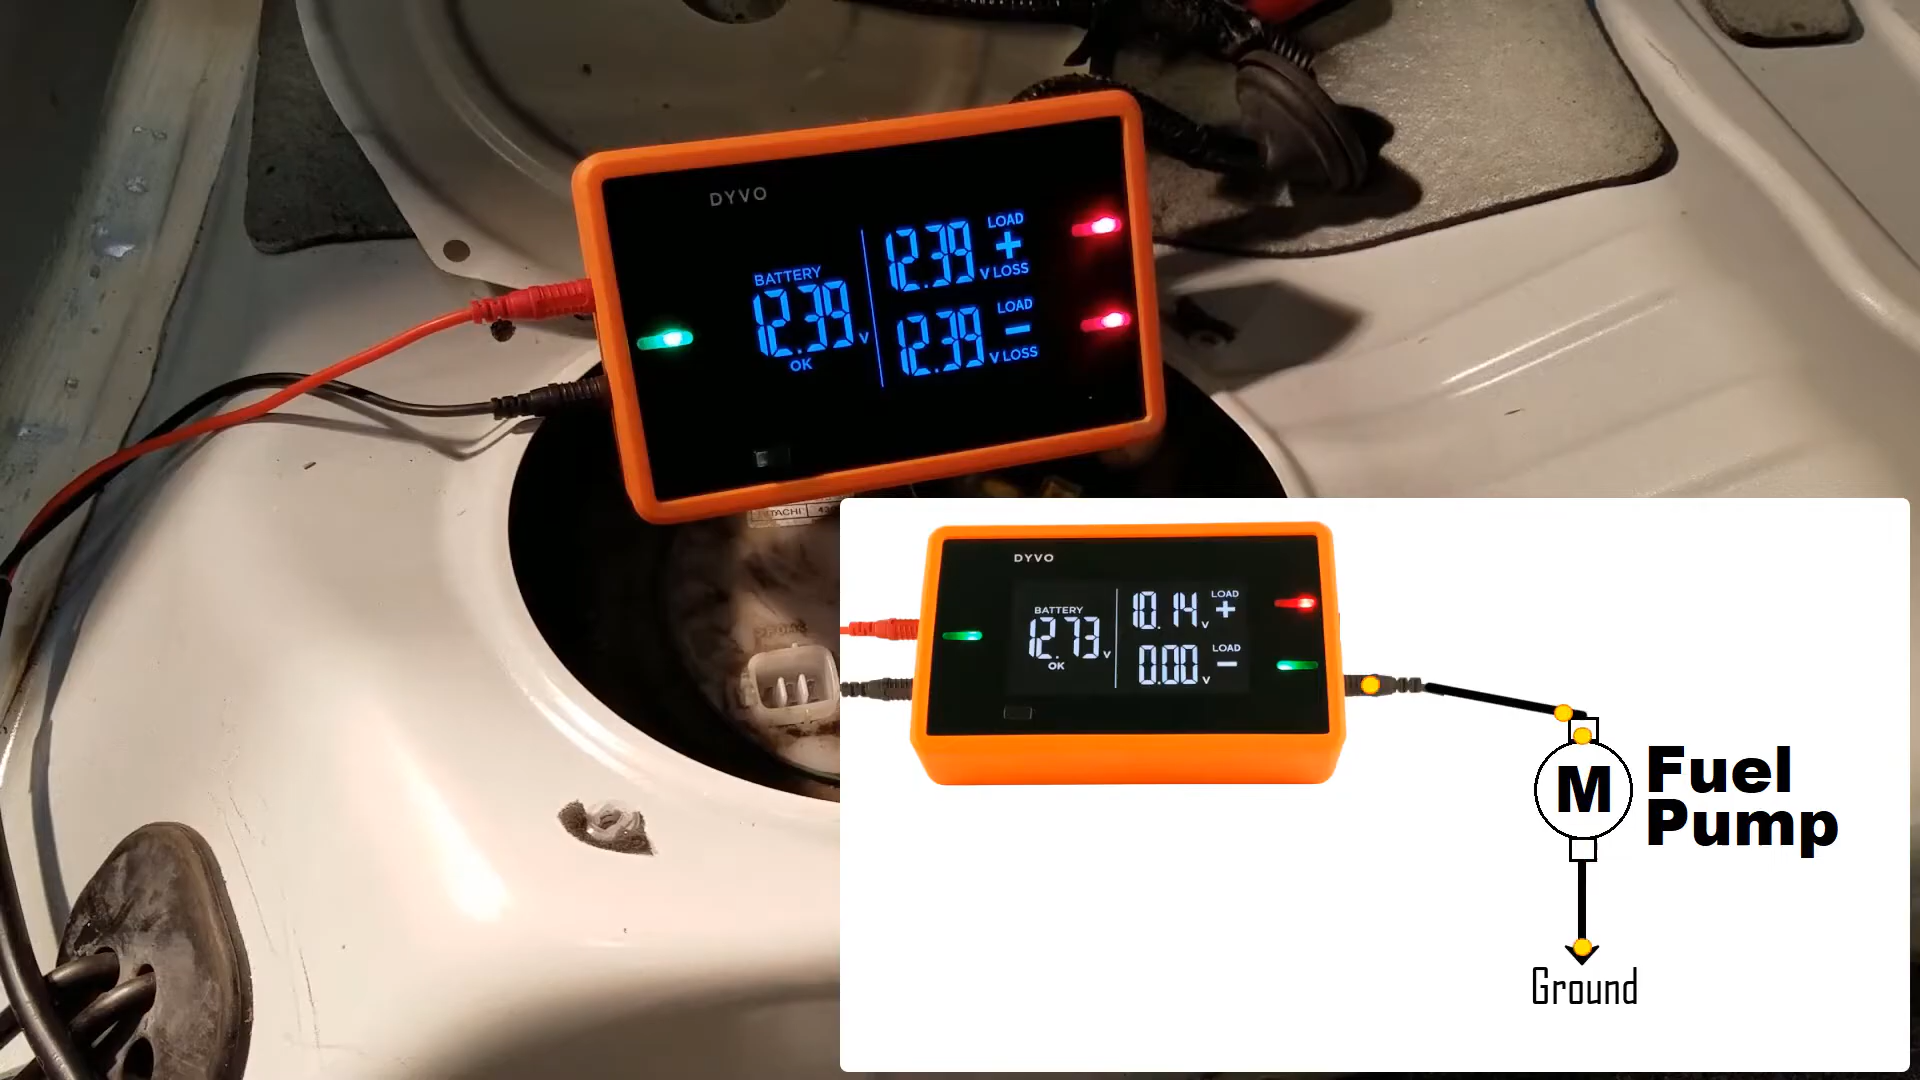 DYVO
BATTERY
12.39 V
OK
12.39 V
LOAD
+
LOSS
12.39 V
LOAD
−
LOSS
DYVO
BATTERY
12.73 V
OK
10.14 V
LOAD
+
0.00 V
LOAD
−
M
Fuel
Pump
Ground